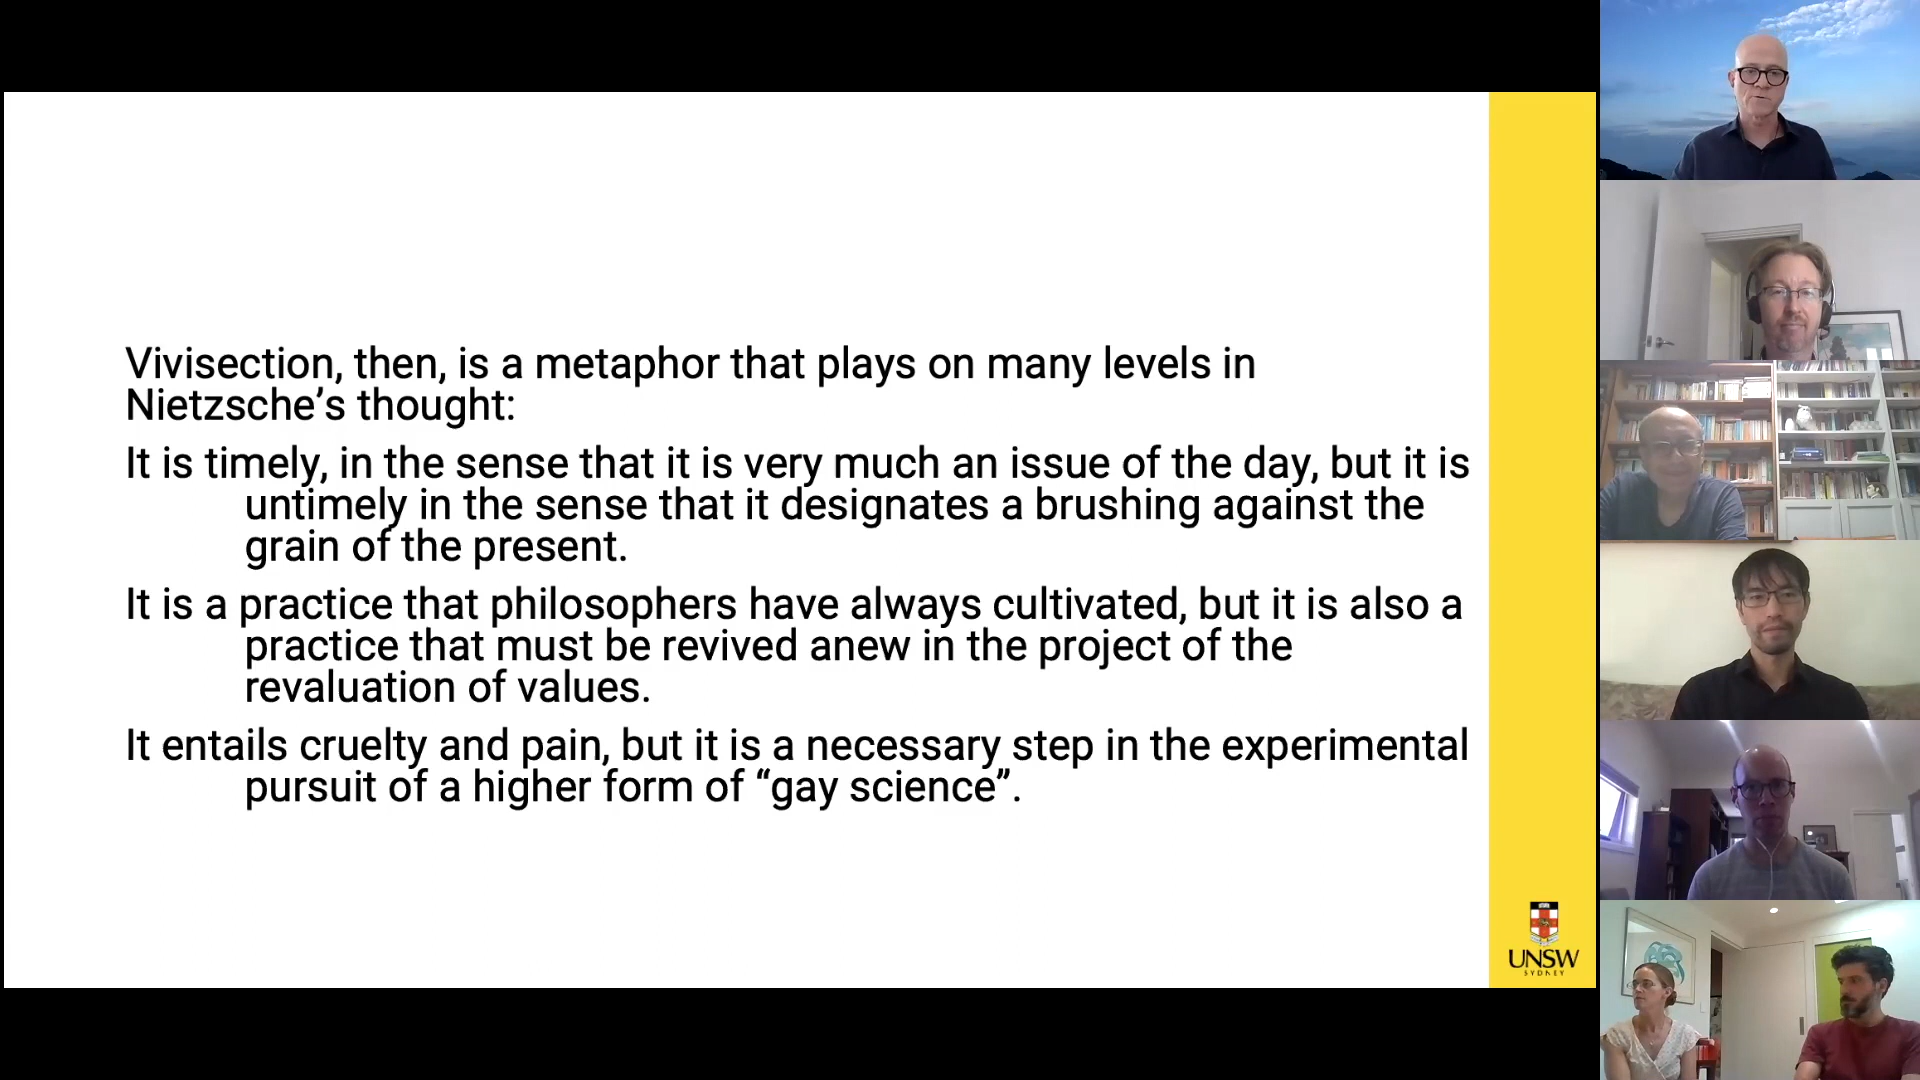 Vivisection, then, is a metaphor that plays on many levels in
Nietzsche’s thought:
It is timely, in the sense that it is very much an issue of the day, but it is
untimely in the sense that it designates a brushing against the
grain of the present.
It is a practice that philosophers have always cultivated, but it is also a
practice that must be revived anew in the project of the
revaluation of values.
It entails cruelty and pain, but it is a necessary step in the experimental
pursuit of a higher form of “gay science”.
UNSW
SYDNEY